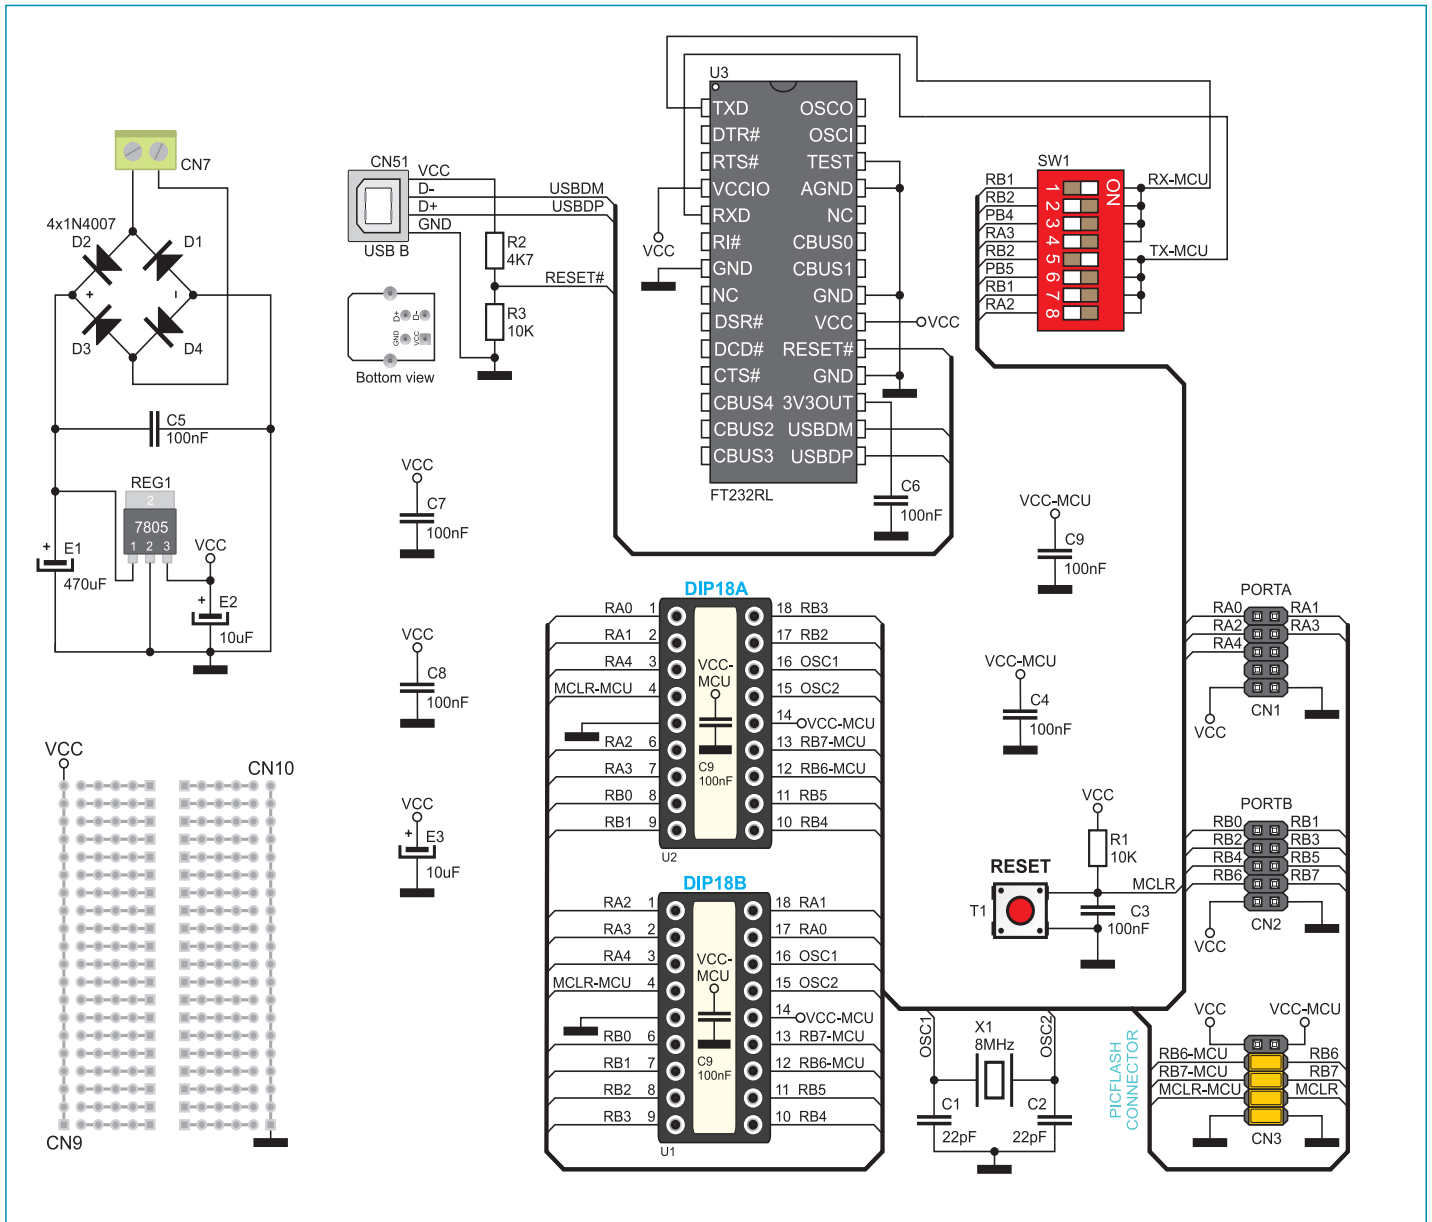 CN7
4x1N4007
D2
D1
+
-
D3
D4
C5
100nF
REG1
2
7805
1 2 3
VCC
+
E1
470uF
+
E2
10uF
VCC
CN10
CN9
CN51
VCC
D-
D+
GND
USB B
USBDM
USBDP
R2
4K7
RESET#
R3
10K
D+
D-
GND
VCC
Bottom view
VCC
C7
100nF
VCC
C8
100nF
VCC
+
E3
10uF
U3
TXD OSCO
DTR# OSCI
RTS# TEST
VCCIO AGND
RXD NC
RI# CBUS0
GND CBUS1
NC GND
DSR# VCC
DCD# RESET#
CTS# GND
CBUS4 3V3OUT
CBUS2 USBDM
CBUS3 USBDP
FT232RL
VCC
VCC
C6
100nF
SW1
ON
RB1 1 RX-MCU
RB2 2
PB4 3
RA3 4
RB2 5 TX-MCU
PB5 6
RB1 7
RA2 8
VCC-MCU
C9
100nF
VCC-MCU
C4
100nF
DIP18A
RA0 1 18 RB3
RA1 2 17 RB2
RA4 3 16 OSC1
MCLR-MCU 4 15 OSC2
14 VCC-MCU
RA2 6 13 RB7-MCU
RA3 7 12 RB6-MCU
RB0 8 11 RB5
RB1 9 10 RB4
VCC-
MCU
C9
100nF
U2
DIP18B
RA2 1 18 RA1
RA3 2 17 RA0
RA4 3 16 OSC1
MCLR-MCU 4 15 OSC2
14 VCC-MCU
RB0 6 13 RB7-MCU
RB1 7 12 RB6-MCU
RB2 8 11 RB5
RB3 9 10 RB4
VCC-
MCU
C9
100nF
U1
VCC
R1
10K
RESET
MCLR
T1
C3
100nF
OSC1
OSC2
X1
8MHz
C1
22pF
C2
22pF
PORTA
RA0 RA1
RA2 RA3
RA4
VCC
CN1
PORTB
RB0 RB1
RB2 RB3
RB4 RB5
RB6 RB7
VCC
CN2
PICFLASH
CONNECTOR
VCC VCC-MCU
RB6-MCU RB6
RB7-MCU RB7
MCLR-MCU MCLR
CN3